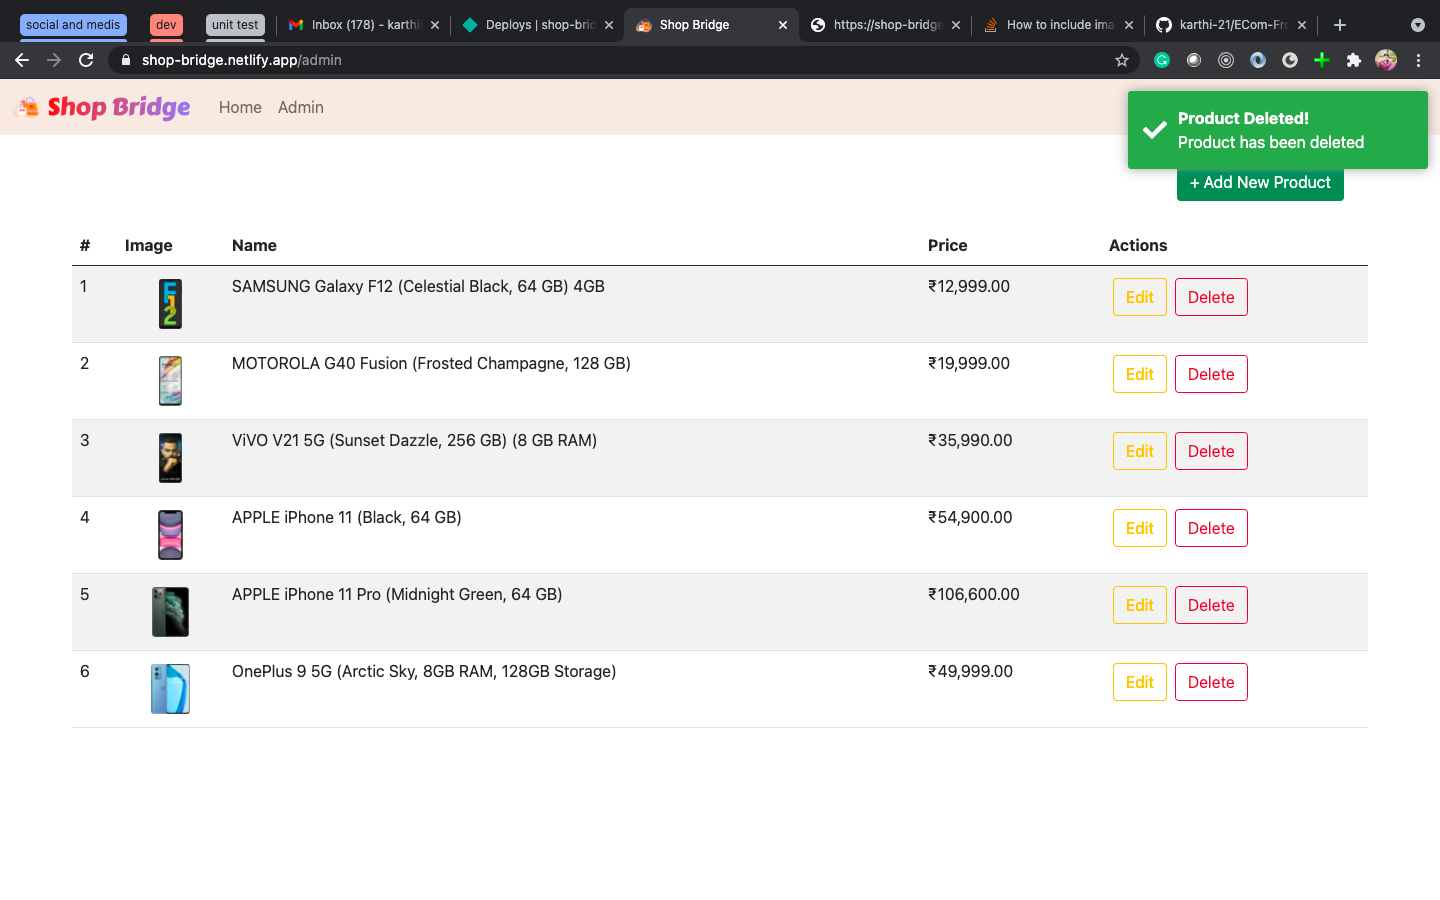 social and medis
dev
unit test
Inbox (178) - karthi
Deploys | shop-brid
Shop Bridge
https://shop-bridge
How to include ima
karthi-21/ECom-Fro
shop-bridge.netlify.app/admin
Shop Bridge
Home
Admin
Product Deleted!
Product has been deleted
+ Add New Product
# Image Name Price Actions
1 SAMSUNG Galaxy F12 (Celestial Black, 64 GB) 4GB ₹12,999.00 Edit Delete
2 MOTOROLA G40 Fusion (Frosted Champagne, 128 GB) ₹19,999.00 Edit Delete
3 ViVO V21 5G (Sunset Dazzle, 256 GB) (8 GB RAM) ₹35,990.00 Edit Delete
4 APPLE iPhone 11 (Black, 64 GB) ₹54,900.00 Edit Delete
5 APPLE iPhone 11 Pro (Midnight Green, 64 GB) ₹106,600.00 Edit Delete
6 OnePlus 9 5G (Arctic Sky, 8GB RAM, 128GB Storage) ₹49,999.00 Edit Delete